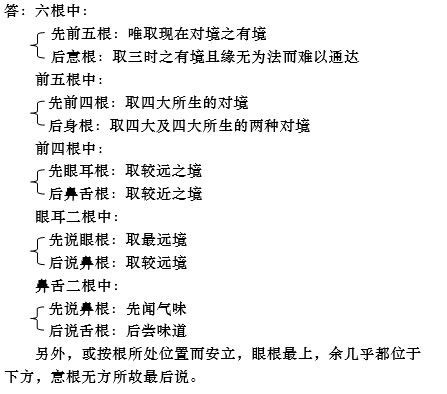 答：六根中：
先前五根：唯取现在对境之有境
后意根：取三时之有境且缘无为法而难以通达
前五根中：
先前四根：取四大所生的对境
后身根：取四大及四大所生的两种对境
前四根中：
先眼耳根：取较远之境
后鼻舌根：取较近之境
眼耳二根中：
先说眼根：取最远境
后说鼻根：取较远境
鼻舌二根中：
先说鼻根：先闻气味
后说舌根：后尝味道
另外，或按根所处位置而安立，眼根最上，余几乎都位于
下方，意根无方所故最后说。